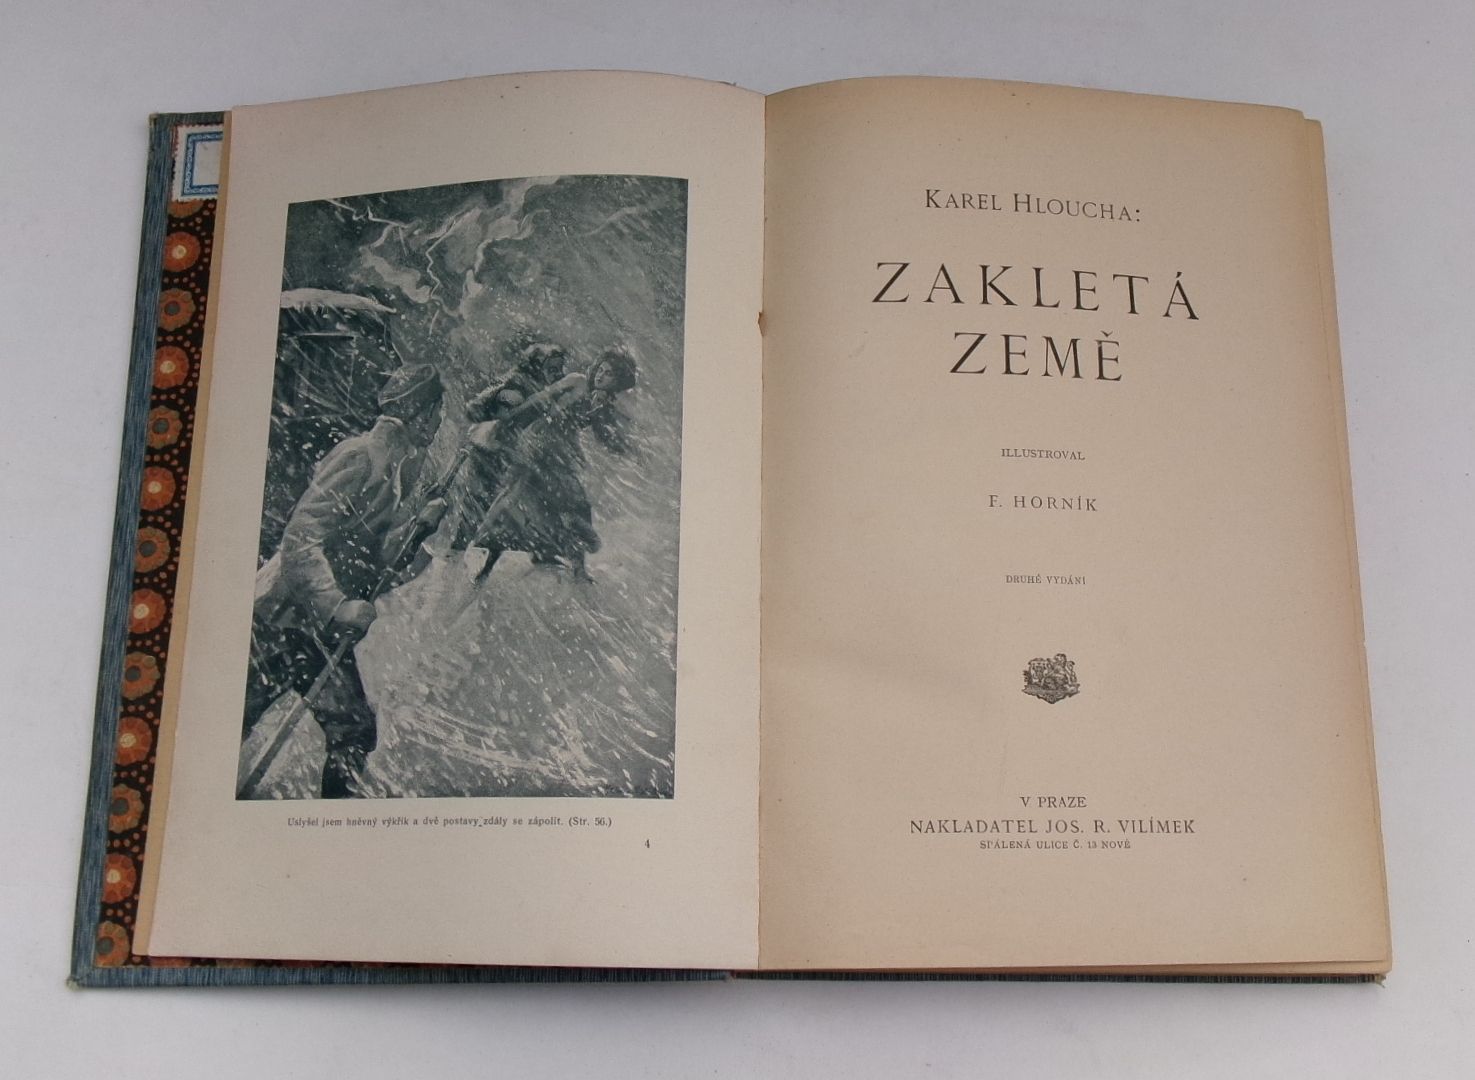 Uslyšel jsem hněvný výkřik a dvě postavy zdály se zápolit. (Str. 56.)
4
KAREL HLOUCHA:
ZAKLETÁ
ZEMĚ
ILLUSTROVAL
F. HORNÍK
DRUHÉ VYDÁNÍ
V PRAZE
NAKLADATEL JOS. R. VILÍMEK
SPÁLENÁ ULICE Č. 13 NOVÉ